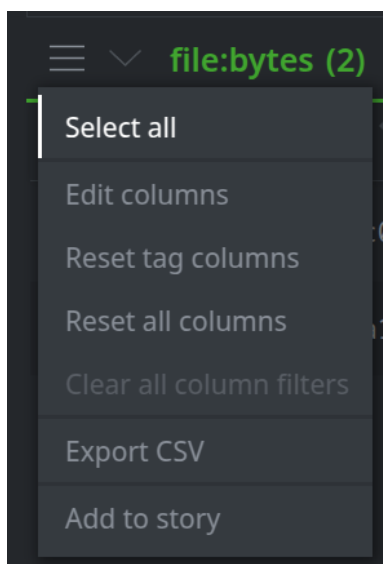 file:bytes (2)
Select all
Edit columns
Reset tag columns
Reset all columns
Clear all column filters
Export CSV
Add to story